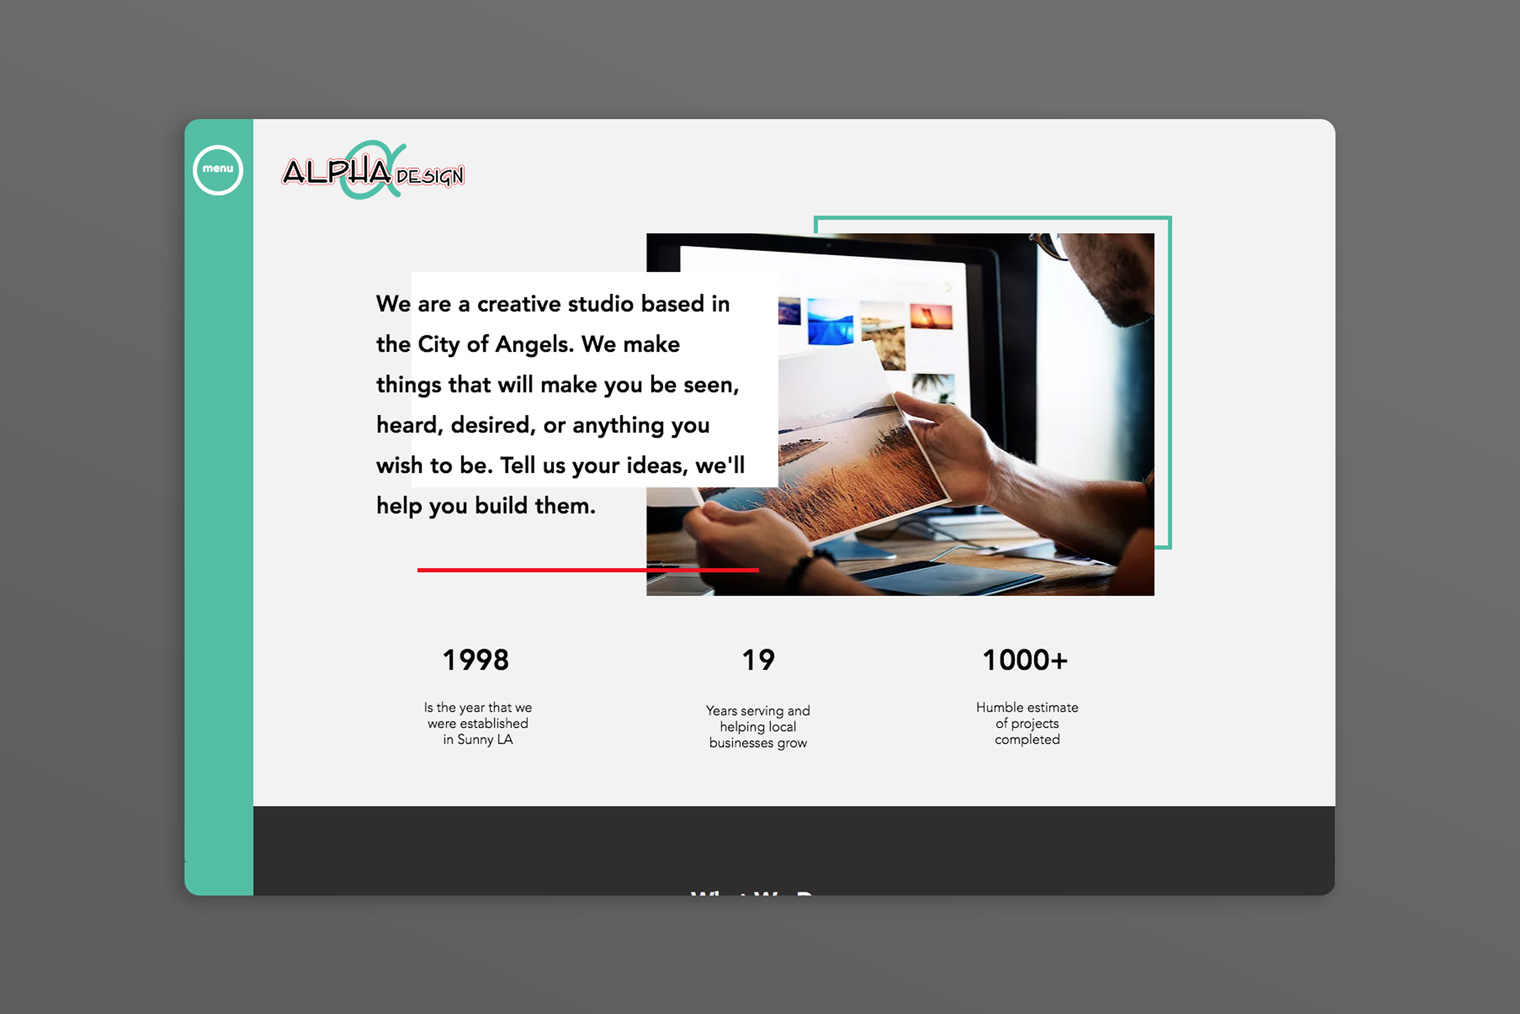 menu
ALPHA DESIGN
We are a creative studio based in
the City of Angels. We make
things that will make you be seen,
heard, desired, or anything you
wish to be. Tell us your ideas, we'll
help you build them.
1998
19
1000+
Is the year that we
were established
in Sunny LA
Years serving and
helping local
businesses grow
Humble estimate
of projects
completed
What We D